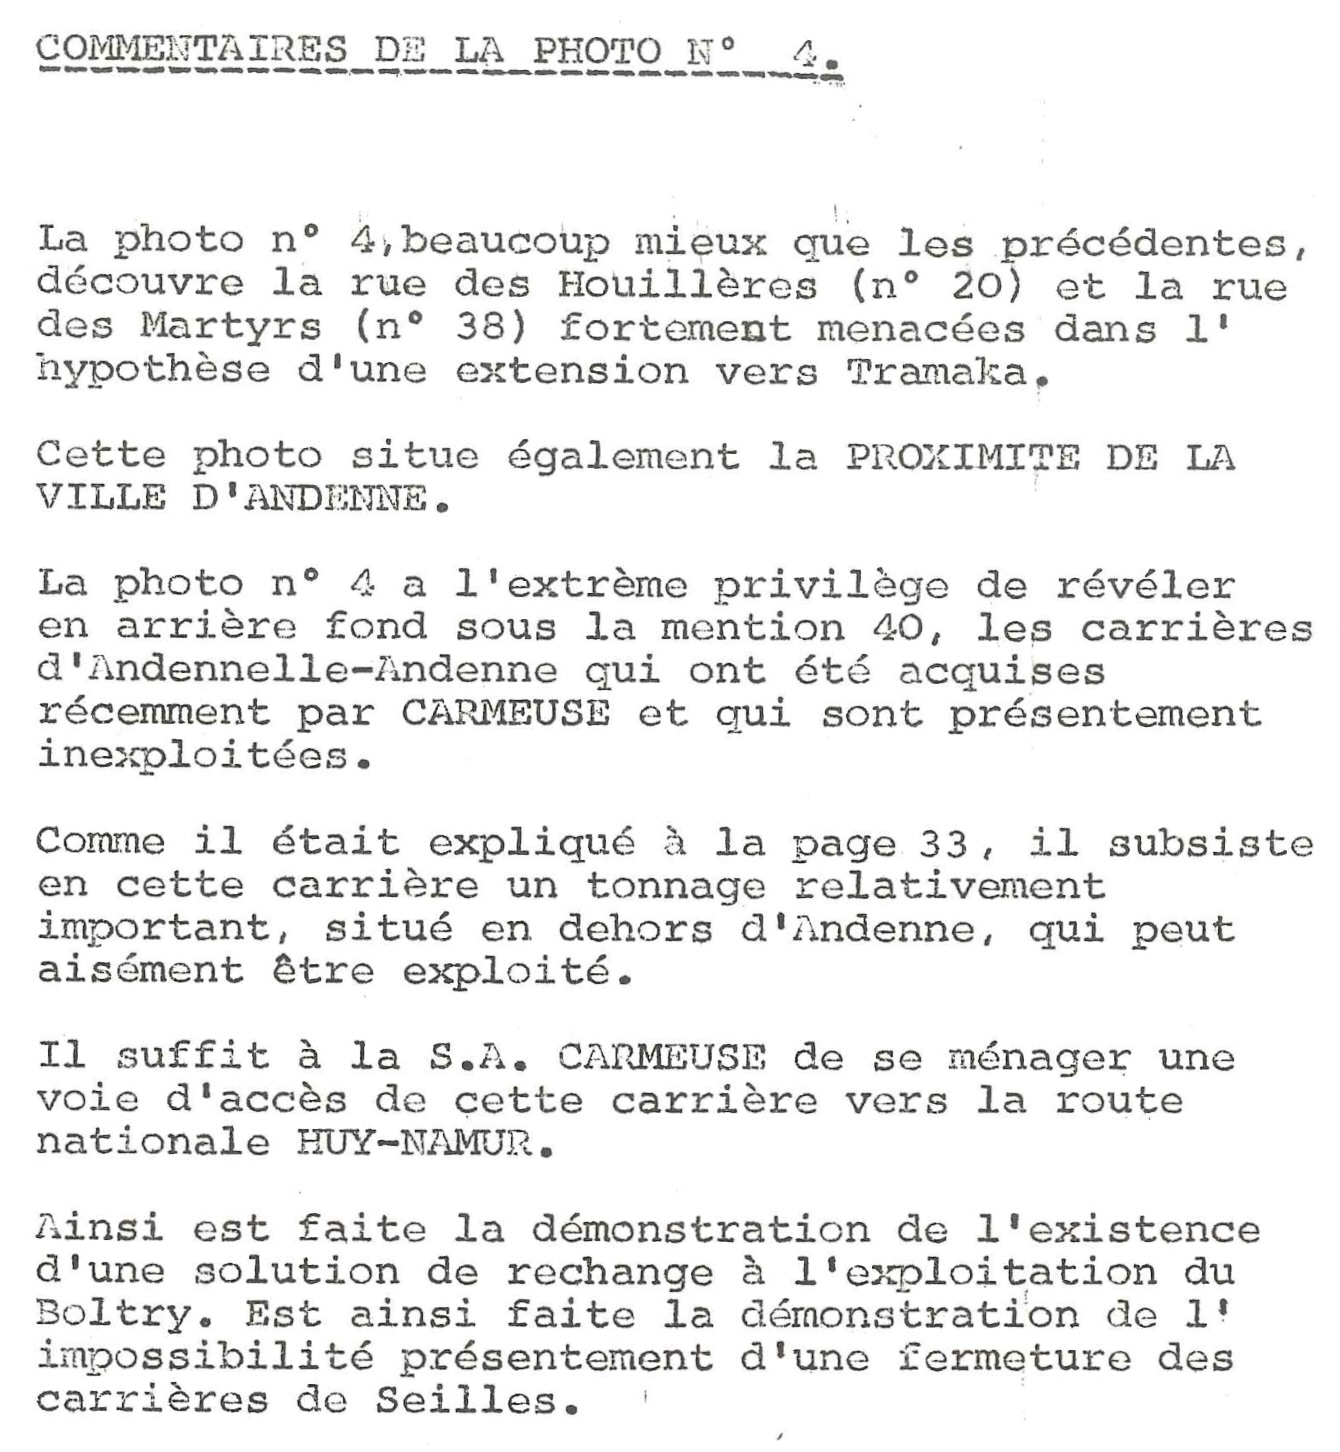 COMMENTAIRES DE LA PHOTO N° 4.
La photo n° 4, beaucoup mieux que les précédentes,
découvre la rue des Houillères (n° 20) et la rue
des Martyrs (n° 38) fortement menacées dans l'
hypothèse d'une extension vers Tramaka.
Cette photo situe également la PROXIMITE DE LA
VILLE D'ANDENNE.
La photo n° 4 a l'extrème privilège de révéler
en arrière fond sous la mention 40, les carrières
d'Andennelle-Andenne qui ont été acquises
récemment par CARMEUSE et qui sont présentement
inexploitées.
Comme il était expliqué à la page 33, il subsiste
en cette carrière un tonnage relativement
important, situé en dehors d'Andenne, qui peut
aisément être exploité.
Il suffit à la S.A. CARMEUSE de se ménager une
voie d'accès de cette carrière vers la route
nationale HUY-NAMUR.
Ainsi est faite la démonstration de l'existence
d'une solution de rechange à l'exploitation du
Boltry. Est ainsi faite la démonstration de l'
impossibilité présentement d'une fermeture des
carrières de Seilles.